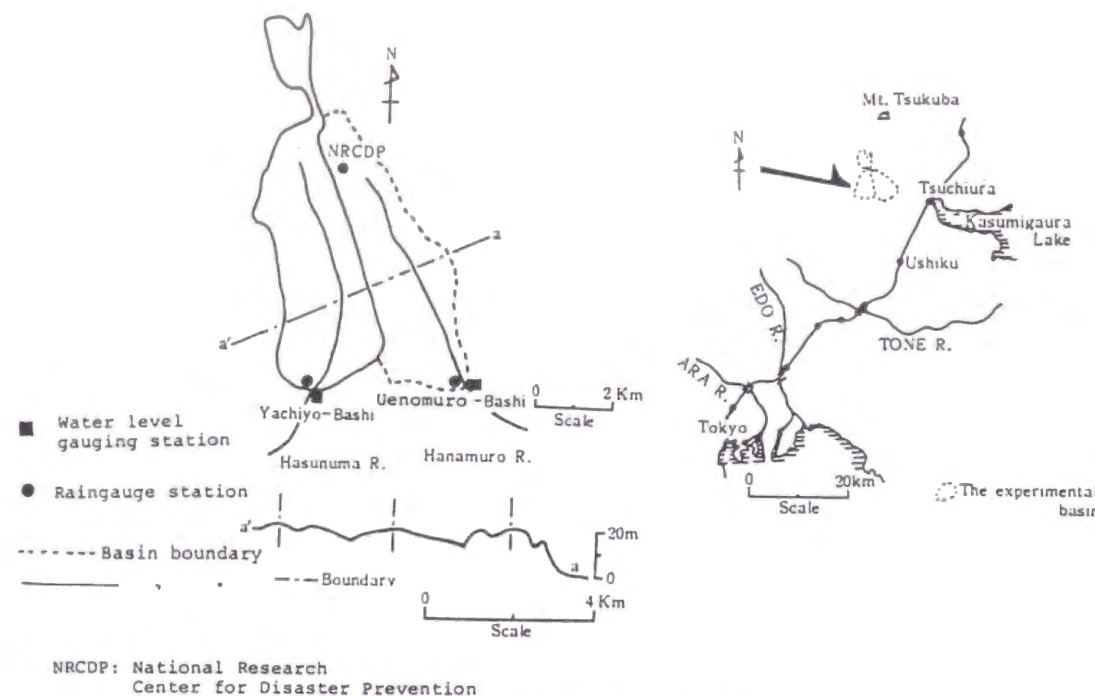 N
NRCDP
a
a'
Yachiyo-Bashi
Uenomuro-Bashi
0 2 Km
Scale
Hasunuma R.
Hanamuro R.
Water level
gauging station
Raingauge station
Basin boundary
Boundary
a'
a
20m
0
0 4 Km
Scale
NRCDP: National Research
Center for Disaster Prevention
Mt. Tsukuba
N
Tsuchiura
Kasumigaura
Lake
Ushiku
EDO R.
TONE R.
ARA R.
Tokyo
0 20km
Scale
The experimental
basin